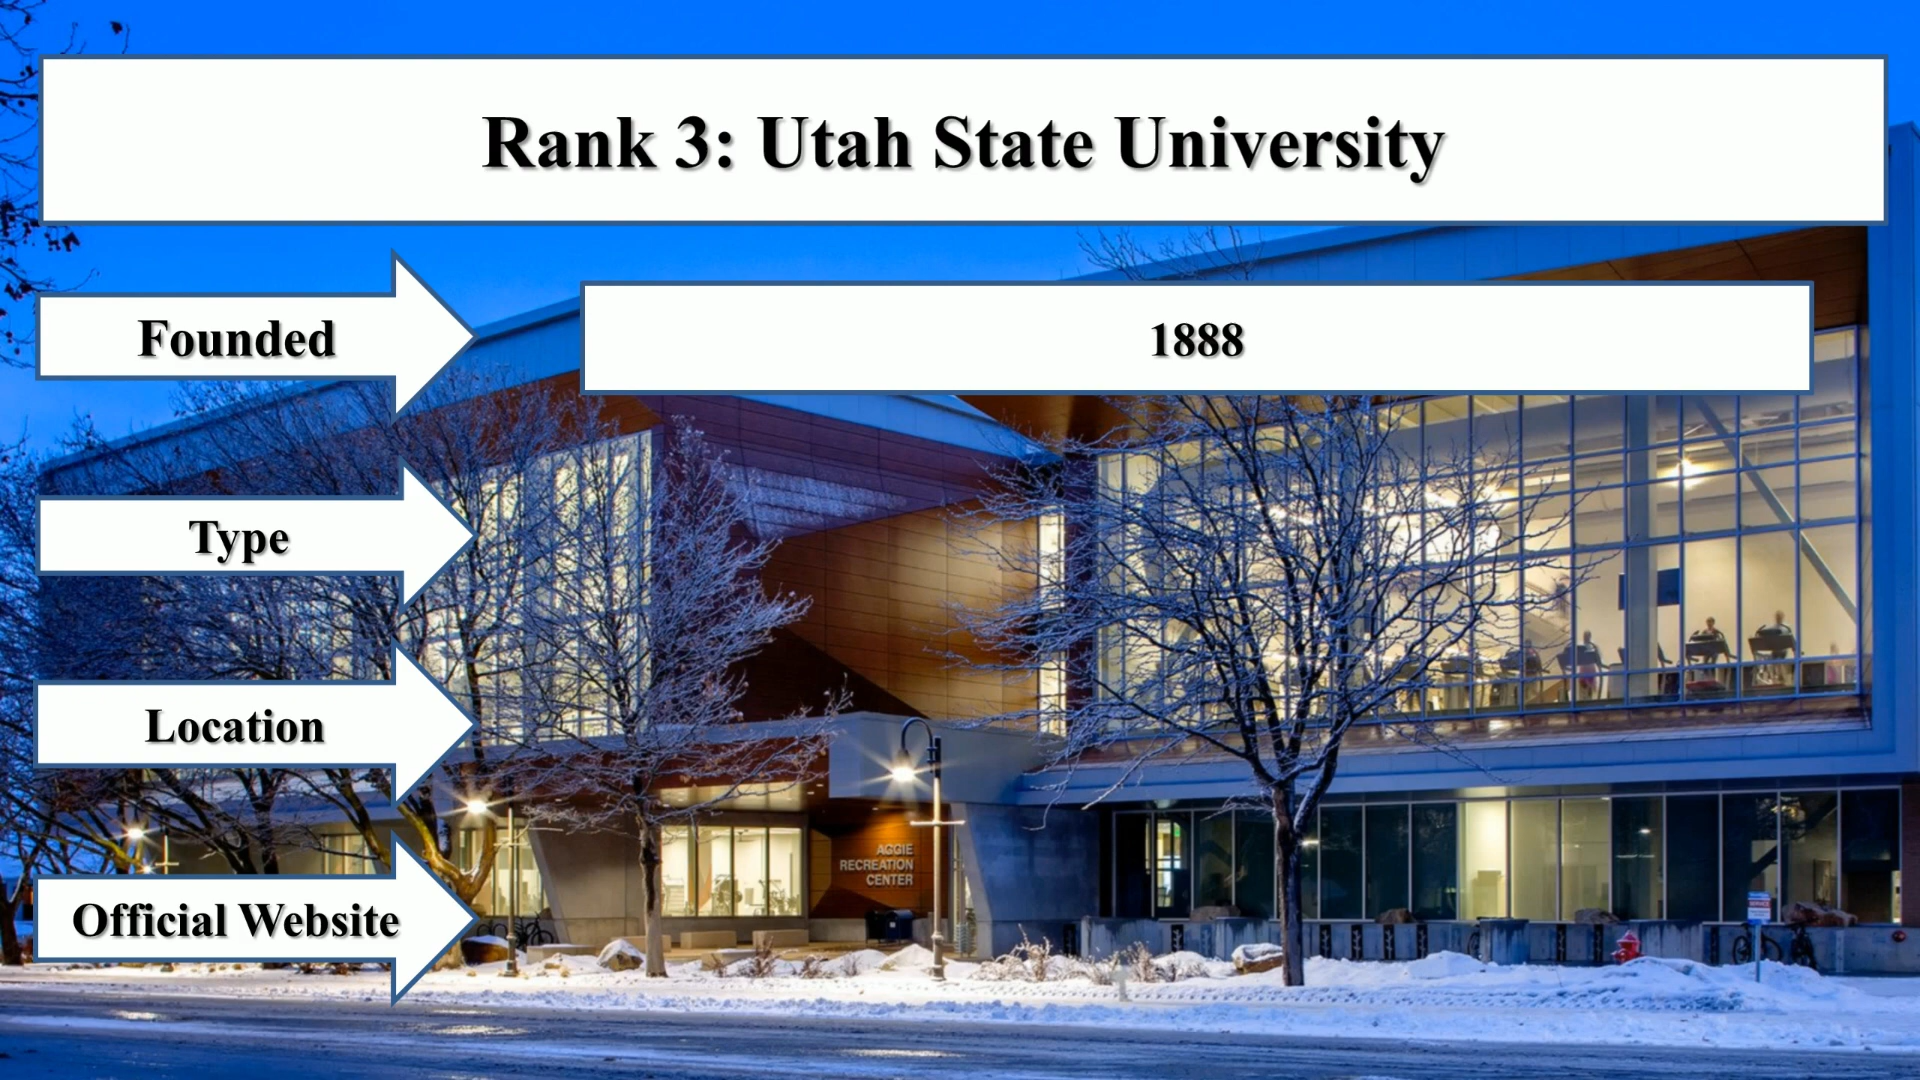 Rank 3: Utah State University
Founded
1888
Type
Location
Official Website
AGGIE
RECREATION
CENTER